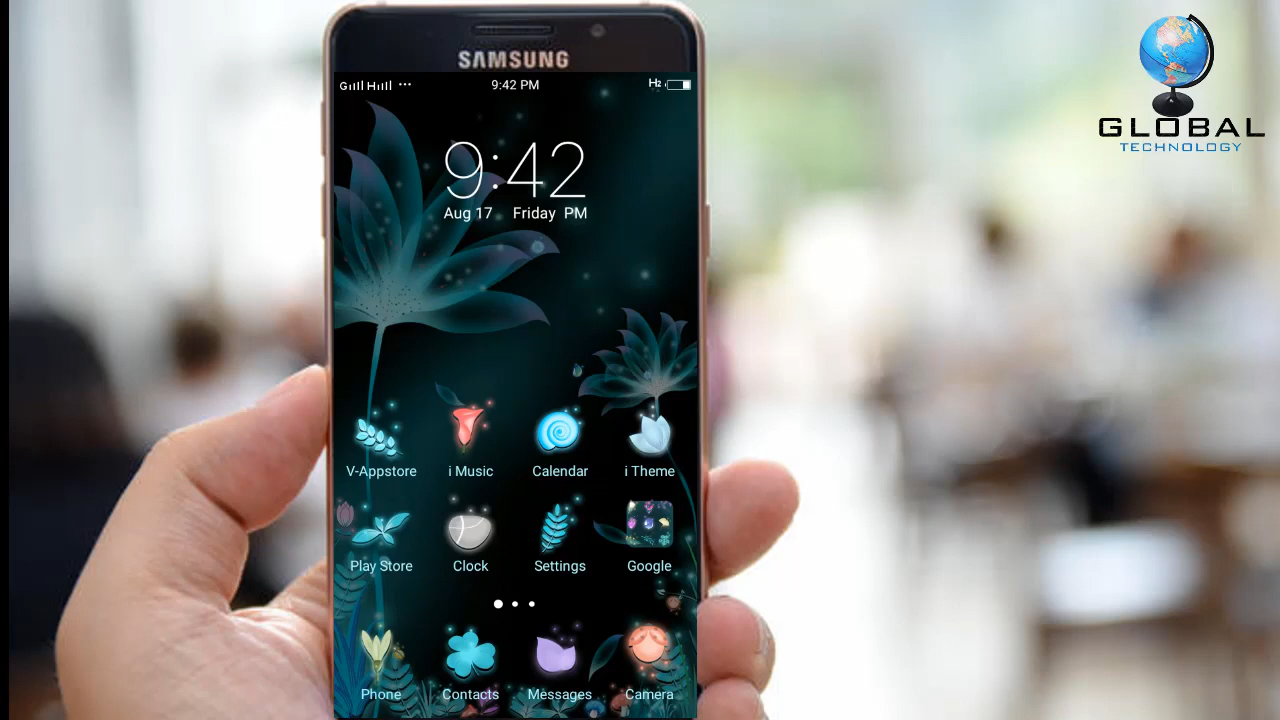 SAMSUNG
G H ... 9:42 PM H2
9:42
Aug 17 Friday PM
V-Appstore i Music Calendar i Theme
Play Store Clock Settings Google
Phone Contacts Messages Camera
GLOBAL
TECHNOLOGY